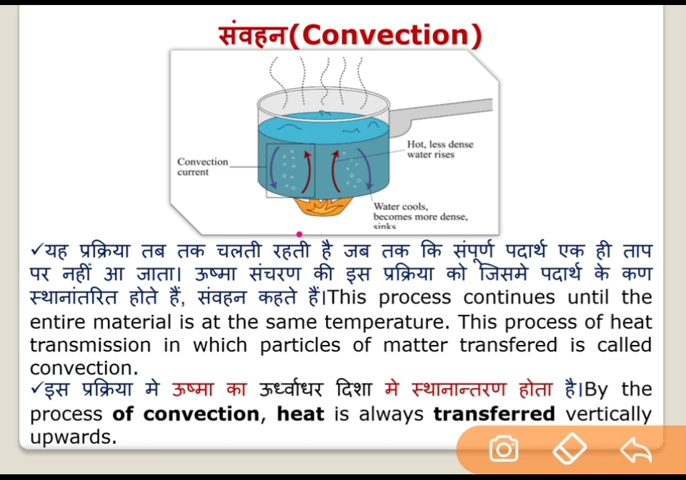 संवहन(Convection)
Convection
current
Hot, less dense
water rises
Water cools,
becomes more dense,
sinks
✓यह प्रक्रिया तब तक चलती रहती है जब तक कि संपूर्ण पदार्थ एक ही ताप
पर नहीं आ जाता। ऊष्मा संचरण की इस प्रक्रिया को जिसमे पदार्थ के कण
स्थानांतरित होते हैं, संवहन कहते हैं।This process continues until the
entire material is at the same temperature. This process of heat
transmission in which particles of matter transfered is called
convection.
✓इस प्रक्रिया मे ऊष्मा का ऊर्ध्वाधर दिशा मे स्थानान्तरण होता है।By the
process of convection, heat is always transferred vertically
upwards.